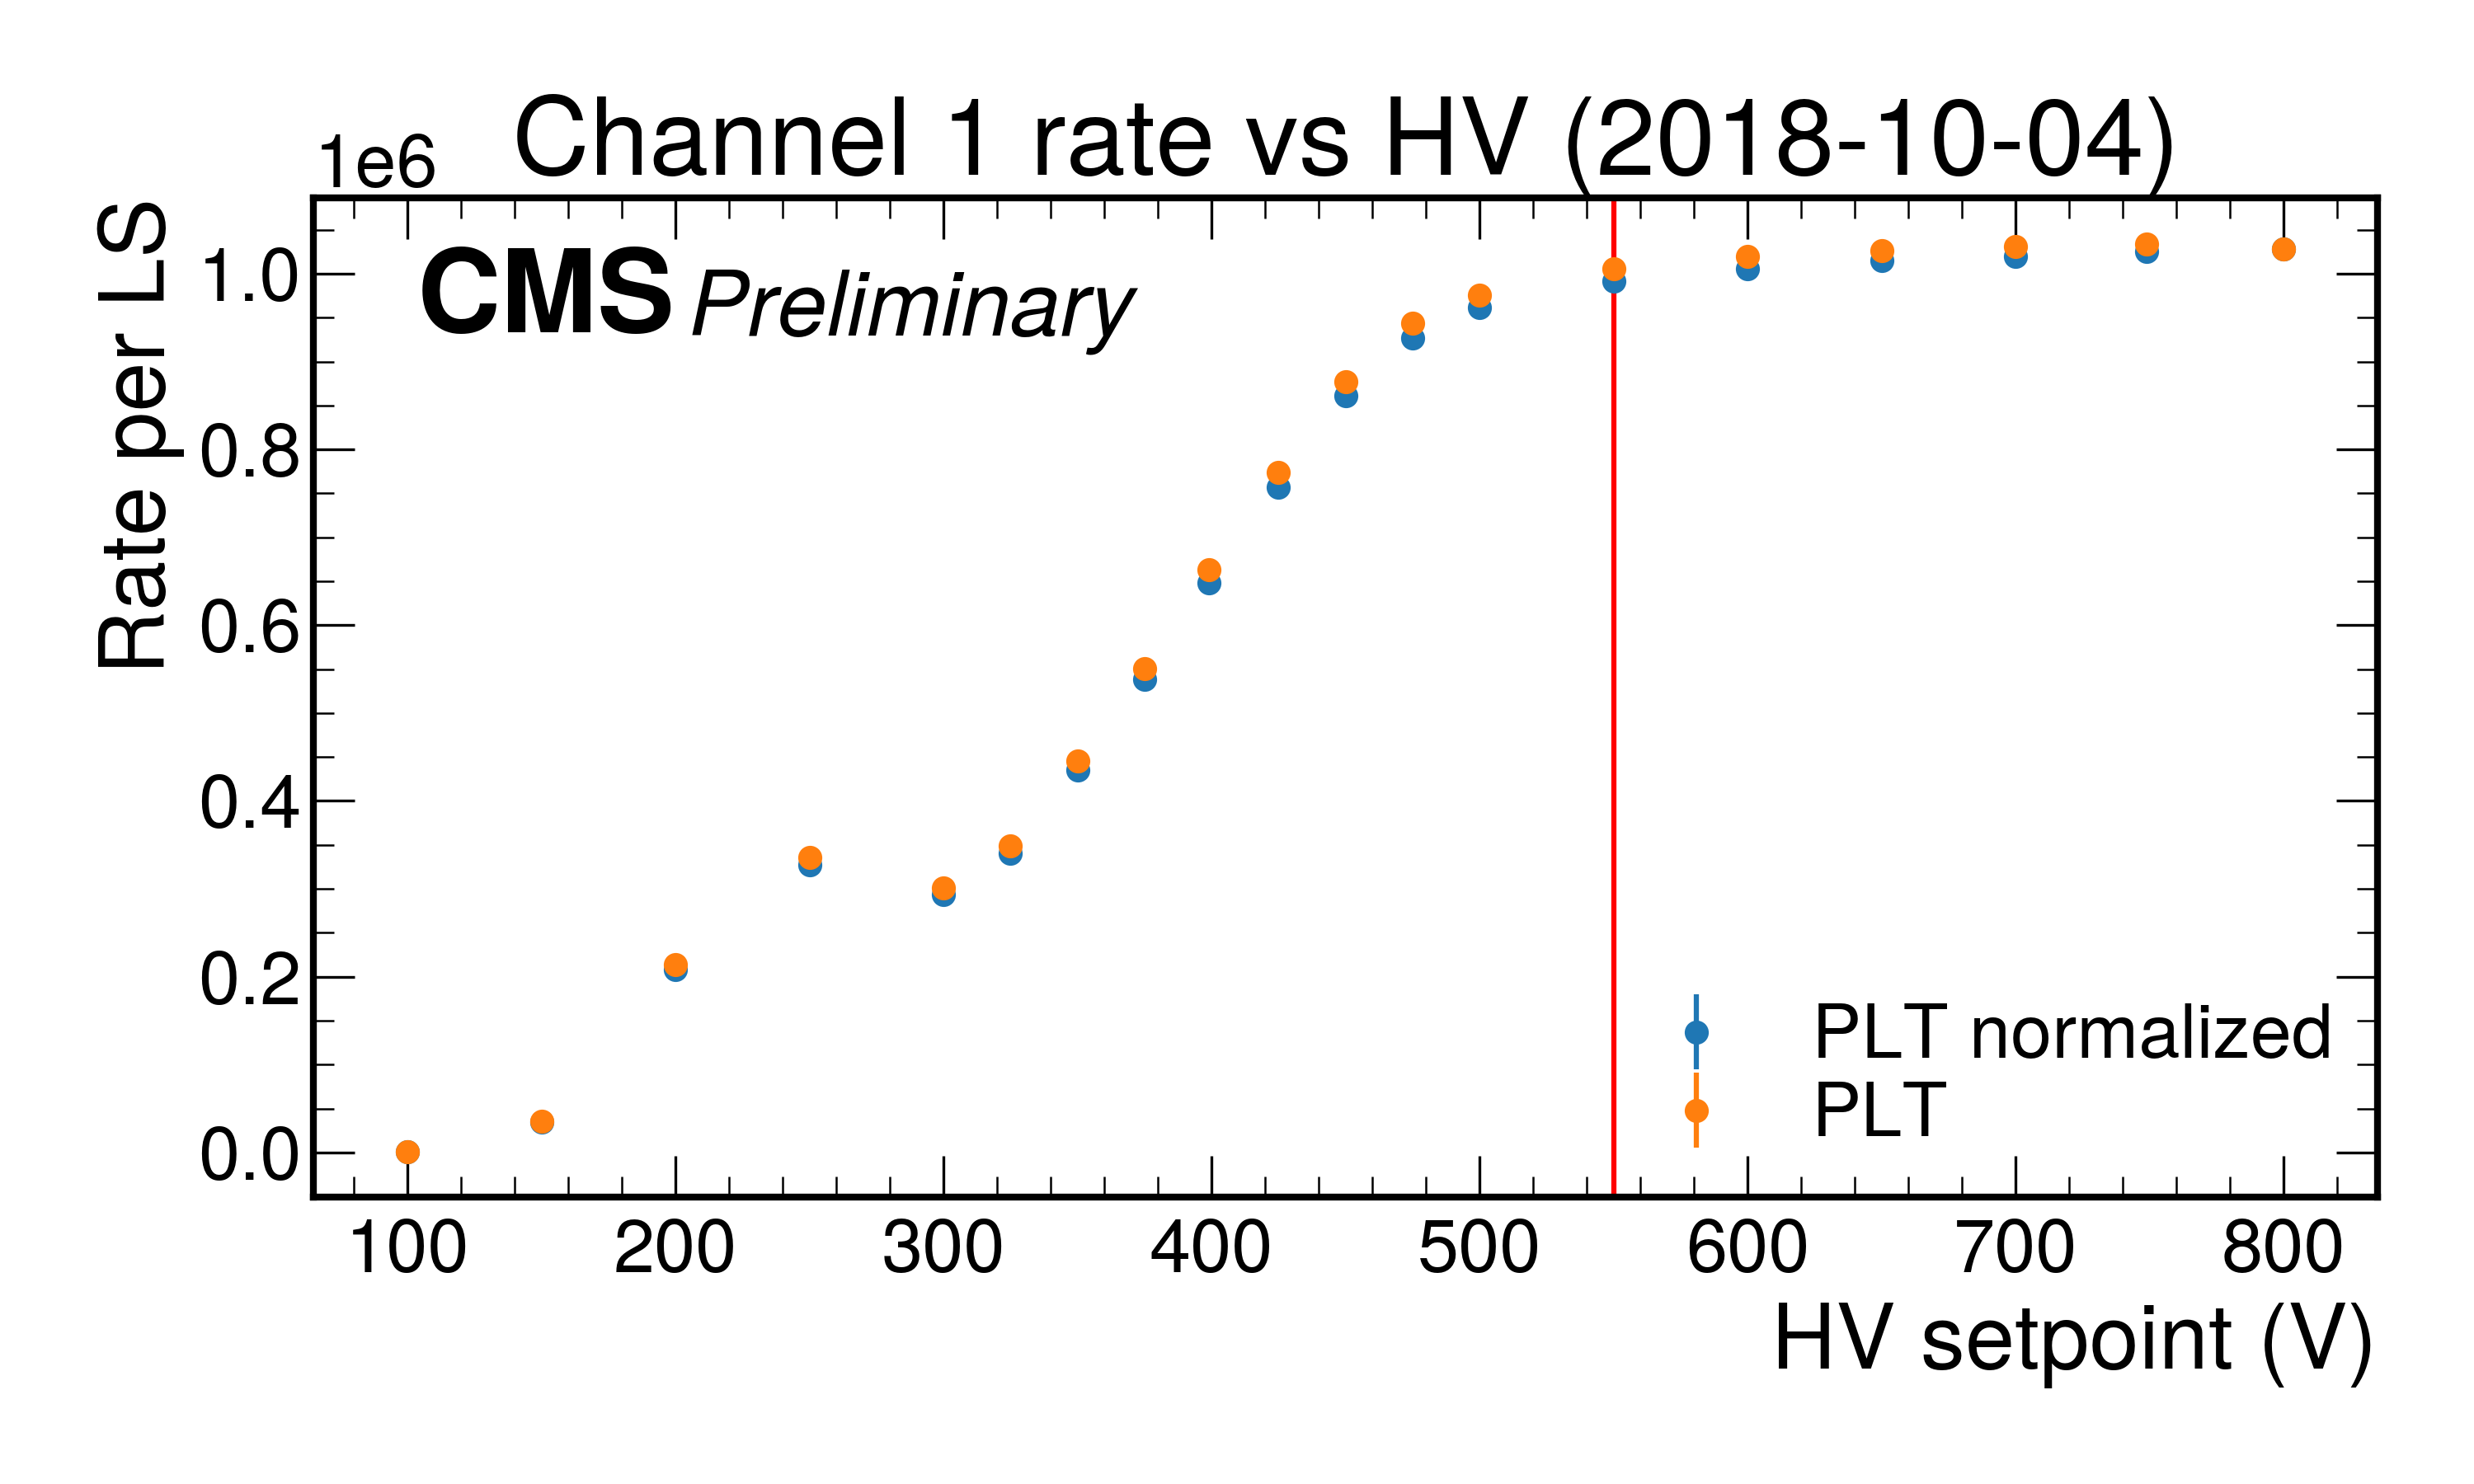 Channel 1 rate vs HV (2018-10-04)
1e6
CMS Preliminary
Rate per LS
1.0
0.8
0.6
0.4
0.2
0.0
PLT normalized
PLT
100 200 300 400 500 600 700 800
HV setpoint (V)